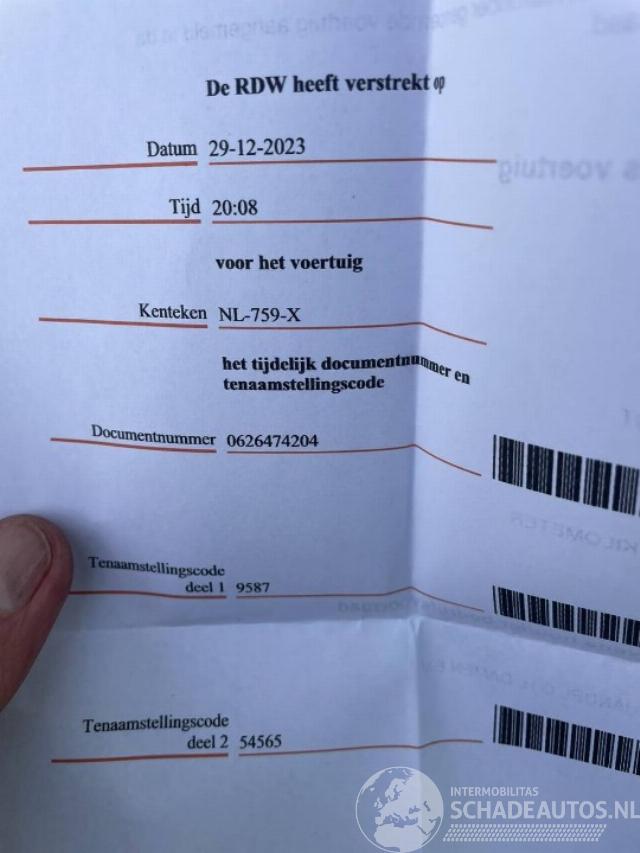 De RDW heeft verstrekt op
Datum 29-12-2023
Tijd 20:08
voor het voertuig
Kenteken NL-759-X
het tijdelijk documentnummer en
tenaamstellingscode
Documentnummer 0626474204
Tenaamstellingscode
deel 1 9587
Tenaamstellingscode
deel 2 54565
INTERMOBILITAS
SCHADEAUTOS.NL